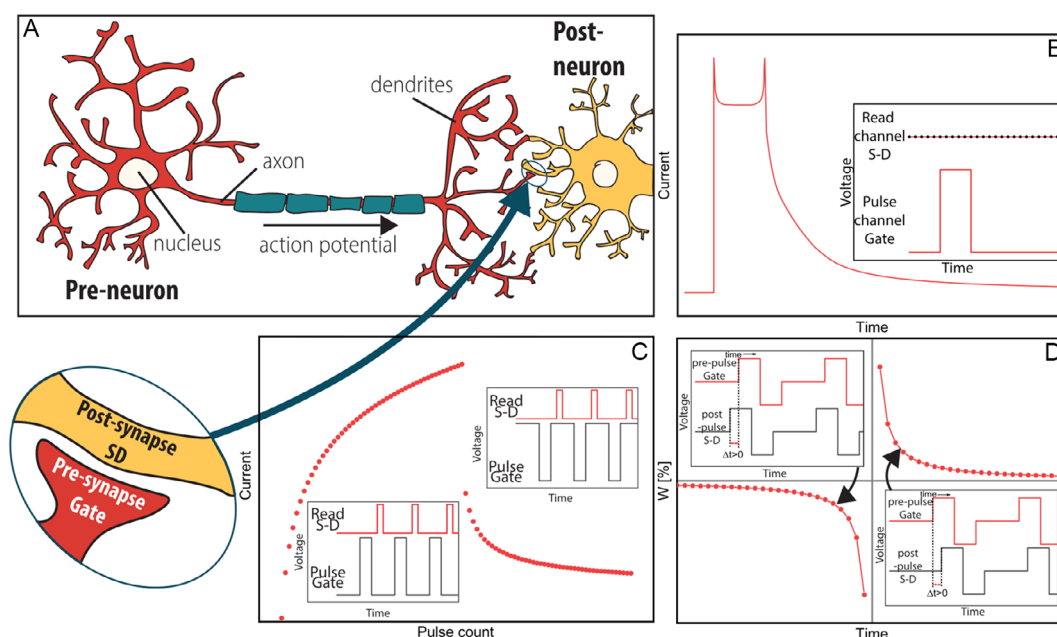 A
Pre-neuron
nucleus
axon
action potential
dendrites
Post-
neuron
Post-synapse
SD
Pre-synapse
Gate
Current
Time
Voltage
Read
channel
S-D
Pulse
channel
Gate
Time
C
Current
Pulse count
Read
S-D
Pulse
Gate
Voltage
Time
Read
S-D
Pulse
Gate
Voltage
Time
D
W [%]
Time
time
pre-pulse
Gate
post
-pulse
S-D
Δt>0
Voltage
Time
time
pre-pulse
Gate
post
-pulse
S-D
Δt>0
Voltage
Time